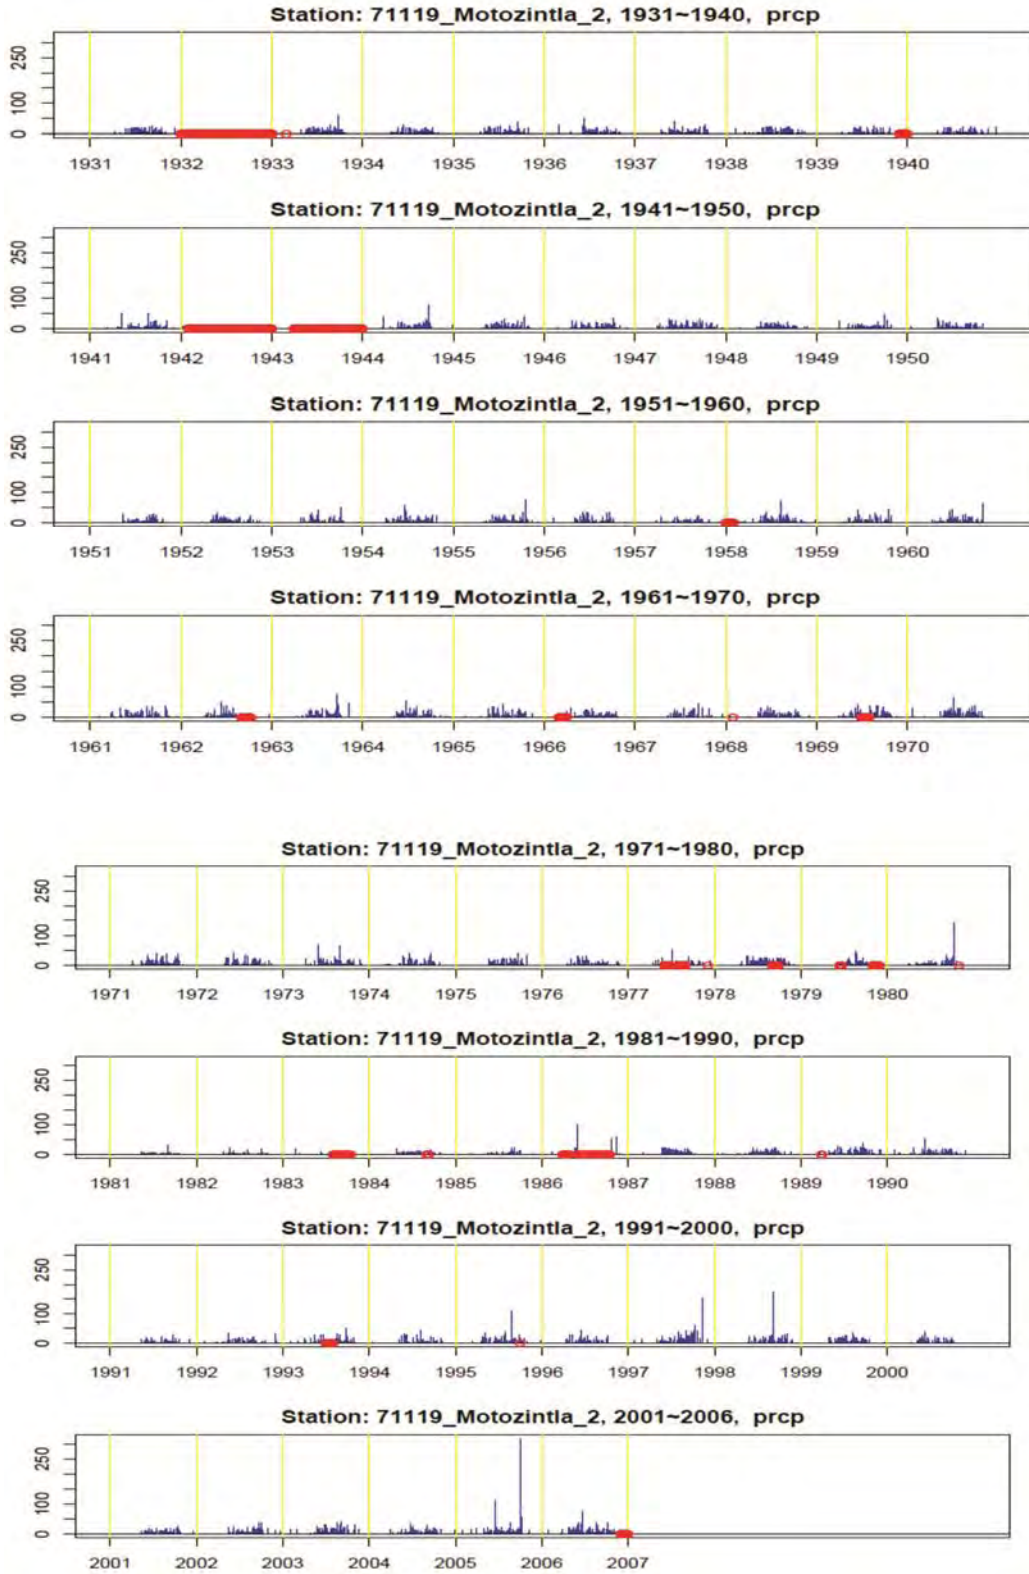 Station: 71119_Motozintla_2, 1931~1940, prcp
250
100
0
1931 1932 1933 1934 1935 1936 1937 1938 1939 1940
Station: 71119_Motozintla_2, 1941~1950, prcp
250
100
0
1941 1942 1943 1944 1945 1946 1947 1948 1949 1950
Station: 71119_Motozintla_2, 1951~1960, prcp
250
100
0
1951 1952 1953 1954 1955 1956 1957 1958 1959 1960
Station: 71119_Motozintla_2, 1961~1970, prcp
250
100
0
1961 1962 1963 1964 1965 1966 1967 1968 1969 1970
Station: 71119_Motozintla_2, 1971~1980, prcp
250
100
0
1971 1972 1973 1974 1975 1976 1977 1978 1979 1980
Station: 71119_Motozintla_2, 1981~1990, prcp
250
100
0
1981 1982 1983 1984 1985 1986 1987 1988 1989 1990
Station: 71119_Motozintla_2, 1991~2000, prcp
250
100
0
1991 1992 1993 1994 1995 1996 1997 1998 1999 2000
Station: 71119_Motozintla_2, 2001~2006, prcp
250
100
0
2001 2002 2003 2004 2005 2006 2007